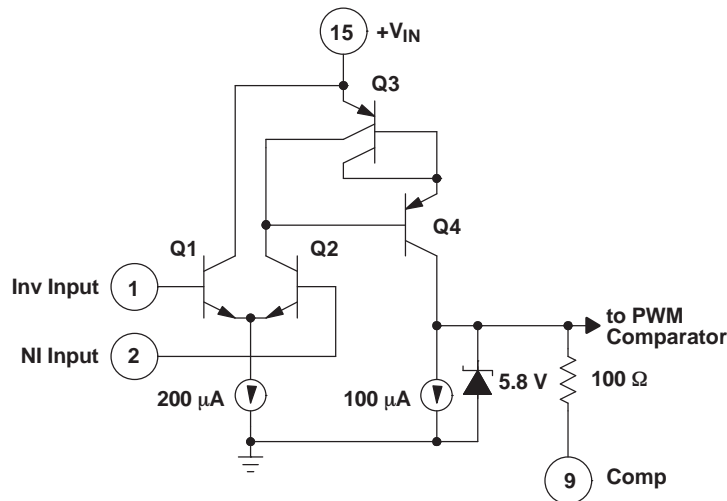 15
+VIN
Q3
Q4
Q1
Q2
Inv Input
1
NI Input
2
to PWM
Comparator
200 μA
100 μA
5.8 V
100 Ω
9
Comp